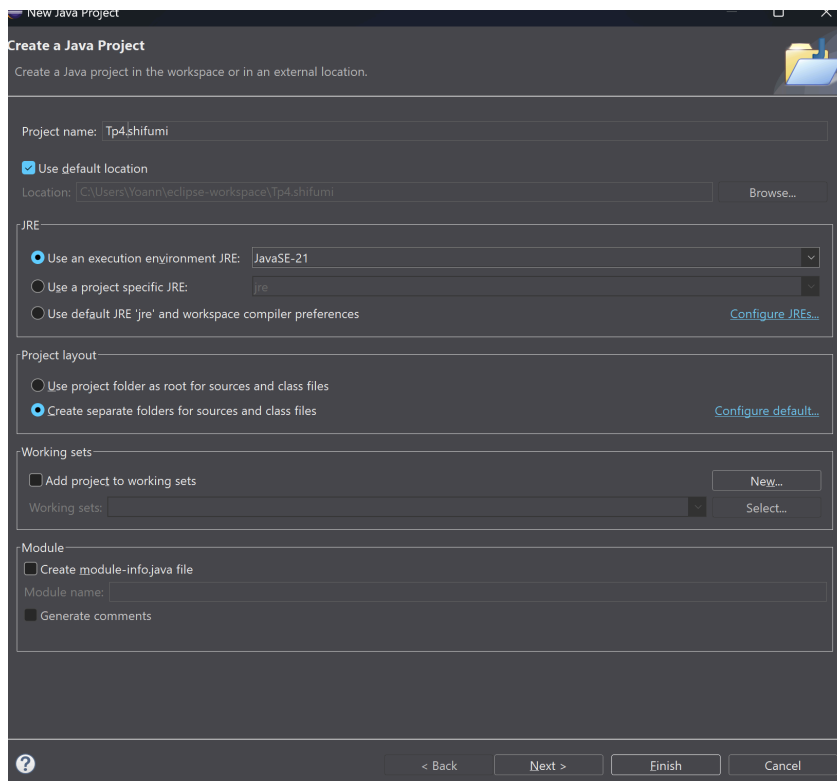 New Java Project
Create a Java Project
Create a Java project in the workspace or in an external location.
Project name: Tp4.shifumi
Use default location
Location: C:\Users\Yoann\eclipse-workspace\Tp4.shifumi Browse...
JRE
Use an execution environment JRE: JavaSE-21
Use a project specific JRE: jre
Use default JRE 'jre' and workspace compiler preferences Configure JREs...
Project layout
Use project folder as root for sources and class files
Create separate folders for sources and class files Configure default...
Working sets
Add project to working sets New...
Working sets: Select...
Module
Create module-info.java file
Module name:
Generate comments
? < Back Next > Finish Cancel